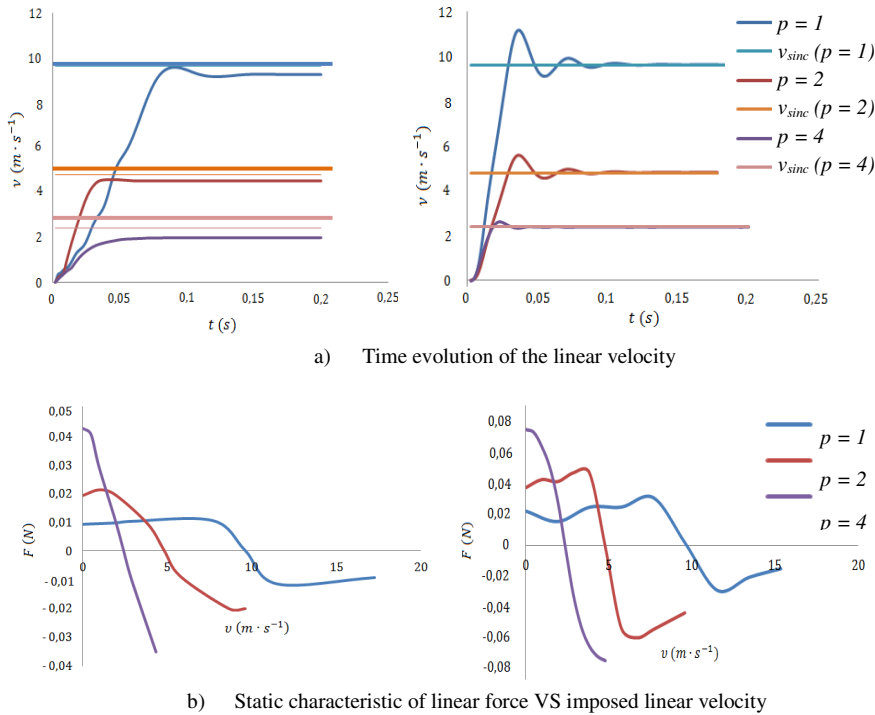 12
10
8
6
4
2
0
v (m · s⁻¹)
0
0,05
0,1
0,15
0,2
0,25
t (s)
14
12
10
8
6
4
2
0
v (m · s⁻¹)
0
0,05
0,1
0,15
0,2
0,25
t (s)
p = 1
v_sinc (p = 1)
p = 2
v_sinc (p = 2)
p = 4
v_sinc (p = 4)
a) Time evolution of the linear velocity
0,05
0,04
0,03
0,02
0,01
0
- 0,01
- 0,02
- 0,03
- 0,04
F (N)
0
5
10
15
20
v (m · s⁻¹)
0,08
0,06
0,04
0,02
0
-0,02
-0,04
-0,06
-0,08
F (N)
0
5
10
15
20
v (m · s⁻¹)
p = 1
p = 2
p = 4
b) Static characteristic of linear force VS imposed linear velocity